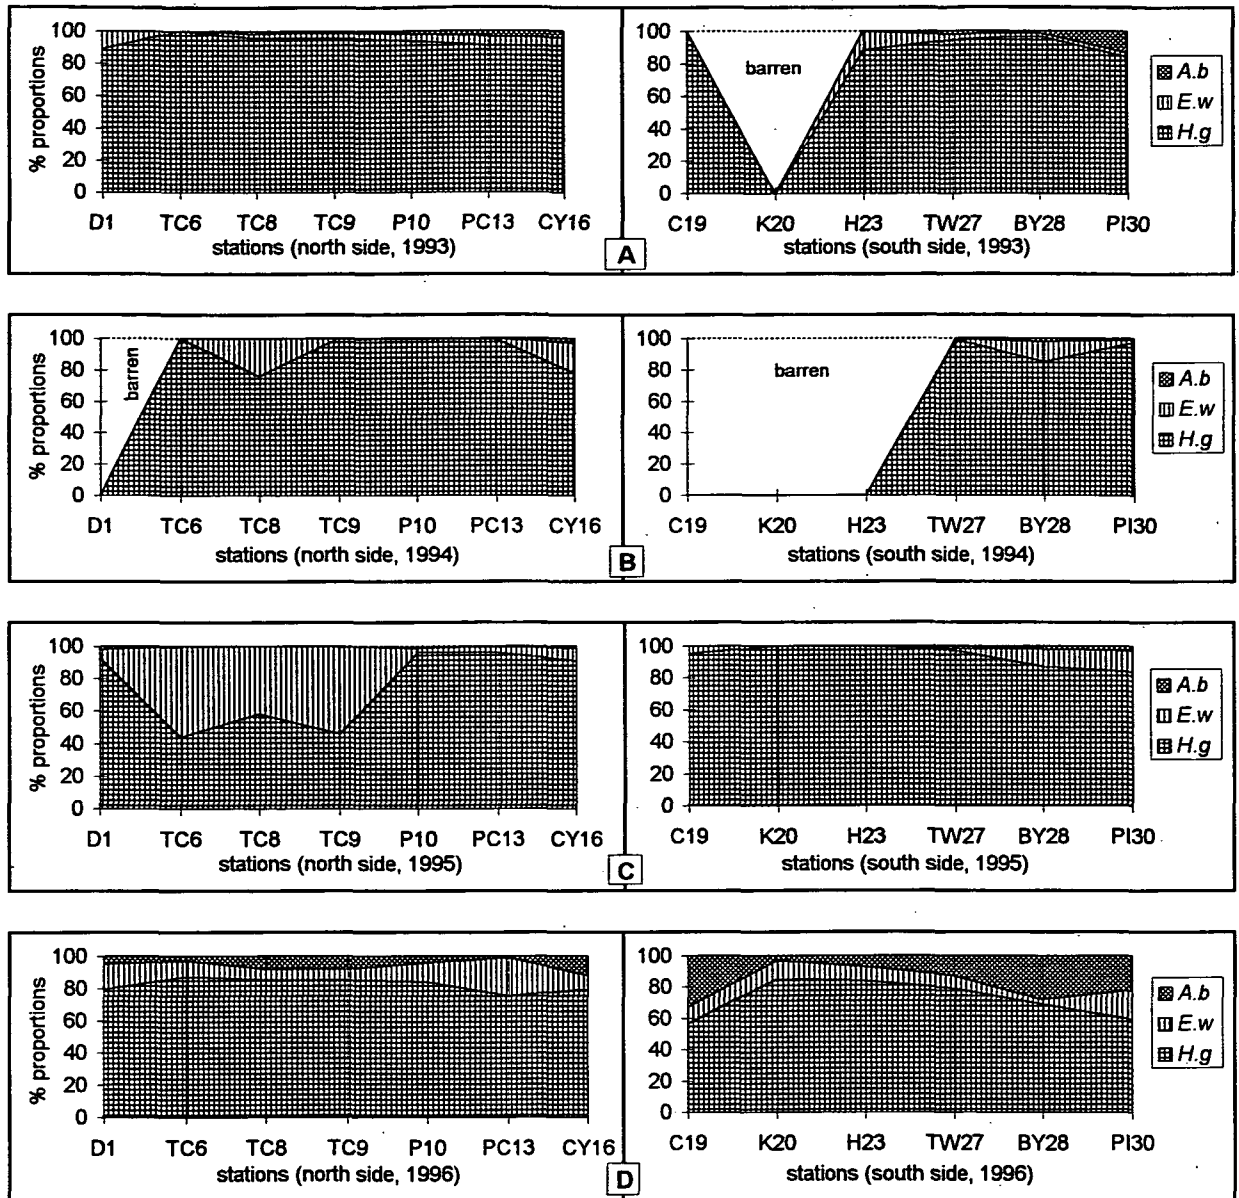 100
80
60
40
20
0
% proportions
D1 TC6 TC8 TC9 P10 PC13 CY16
stations (north side, 1993)
100
80
60
40
20
0
barren
C19 K20 H23 TW27 BY28 PI30
stations (south side, 1993)
A.b
E.w
H.g
A
100
80
60
40
20
0
% proportions
barren
D1 TC6 TC8 TC9 P10 PC13 CY16
stations (north side, 1994)
100
80
60
40
20
0
barren
C19 K20 H23 TW27 BY28 PI30
stations (south side, 1994)
A.b
E.w
H.g
B
100
80
60
40
20
0
% proportions
D1 TC6 TC8 TC9 P10 PC13 CY16
stations (north side, 1995)
100
80
60
40
20
0
C19 K20 H23 TW27 BY28 PI30
stations (south side, 1995)
A.b
E.w
H.g
C
100
80
60
40
20
0
% proportions
D1 TC6 TC8 TC9 P10 PC13 CY16
stations (north side, 1996)
100
80
60
40
20
0
C19 K20 H23 TW27 BY28 PI30
stations (south side, 1996)
A.b
E.w
H.g
D